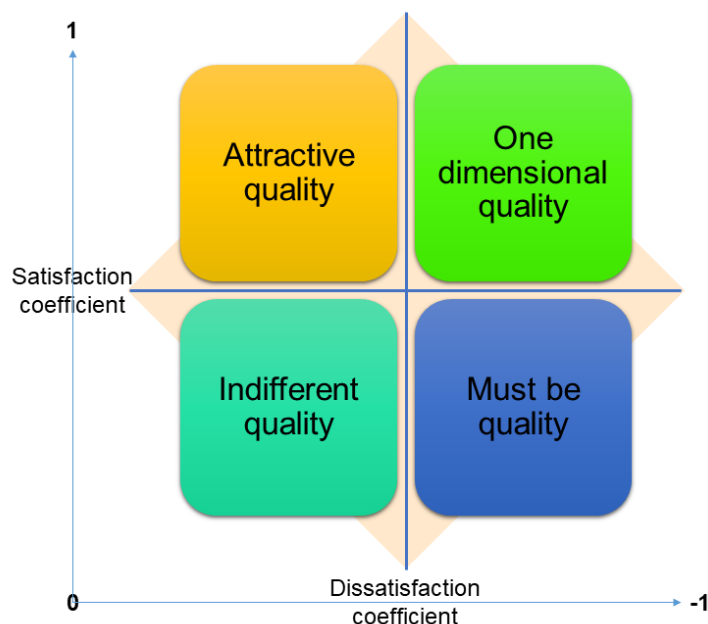 1
Attractive
quality
One
dimensional
quality
Satisfaction
coefficient
Indifferent
quality
Must be
quality
0
Dissatisfaction
coefficient
-1